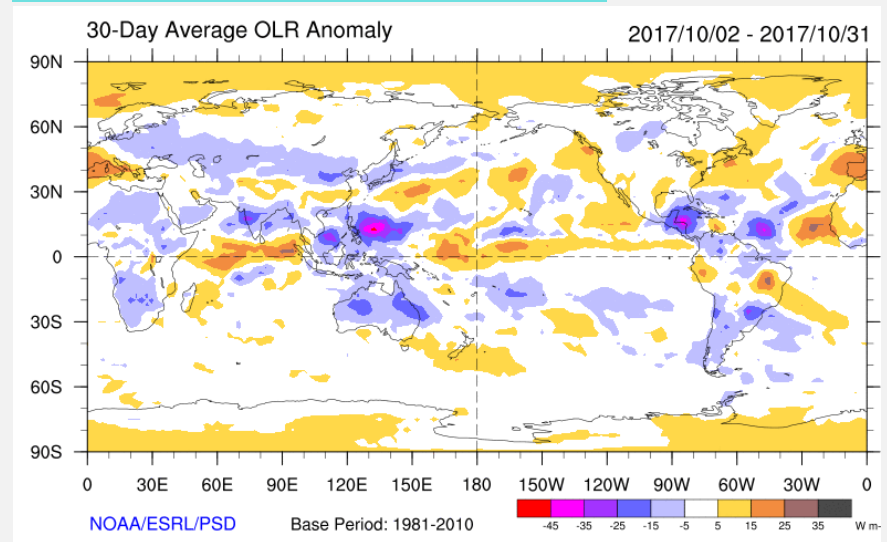 30-Day Average OLR Anomaly 2017/10/02 - 2017/10/31
90N
60N
30N
0
30S
60S
90S
0 30E 60E 90E 120E 150E 180 150W 120W 90W 60W 30W 0
NOAA/ESRL/PSD Base Period: 1981-2010
-45 -35 -25 -15 -5 5 15 25 35 W m-